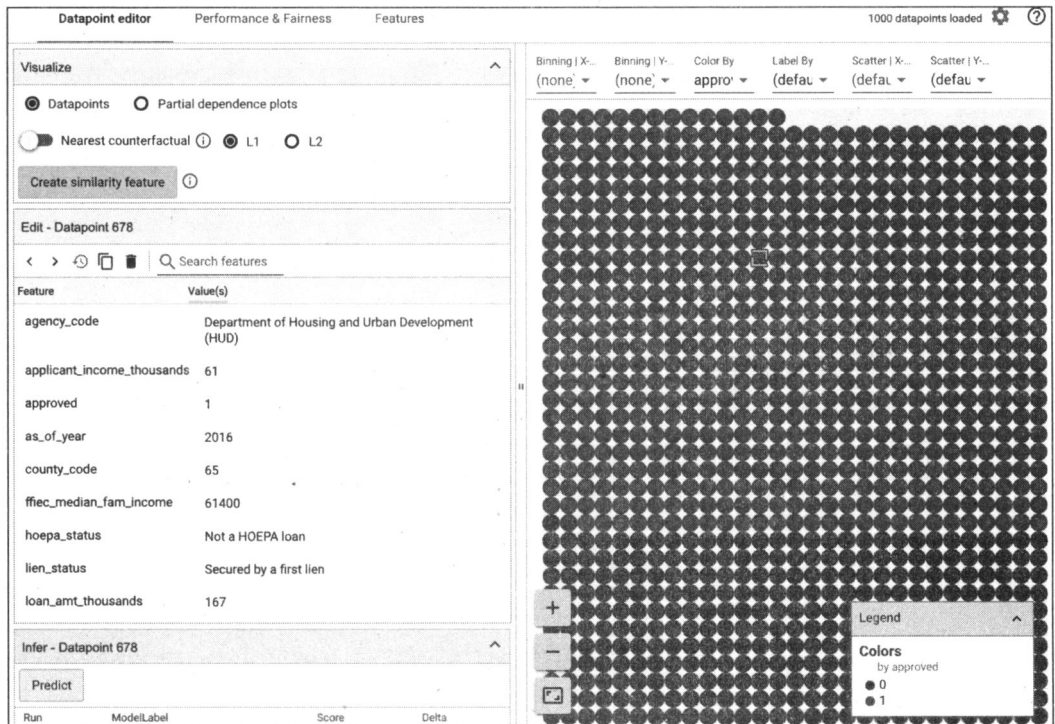 Datapoint editor Performance & Fairness Features 1000 datapoints loaded
Visualize
Datapoints Partial dependence plots
Nearest counterfactual L1 L2
Create similarity feature
Edit - Datapoint 678
Search features
Feature Value(s)
agency_code Department of Housing and Urban Development
(HUD)
applicant_income_thousands 61
approved 1
as_of_year 2016
county_code 65
ffiec_median_fam_income 61400
hoepa_status Not a HOEPA loan
lien_status Secured by a first lien
loan_amt_thousands 167
Infer - Datapoint 678
Predict
Run ModelLabel Score Delta
Binning | X-... Binning | Y-... Color By Label By Scatter | X-... Scatter | Y-...
(none) (none) appro (defau (defau (defau
Legend
Colors
by approved
0
1